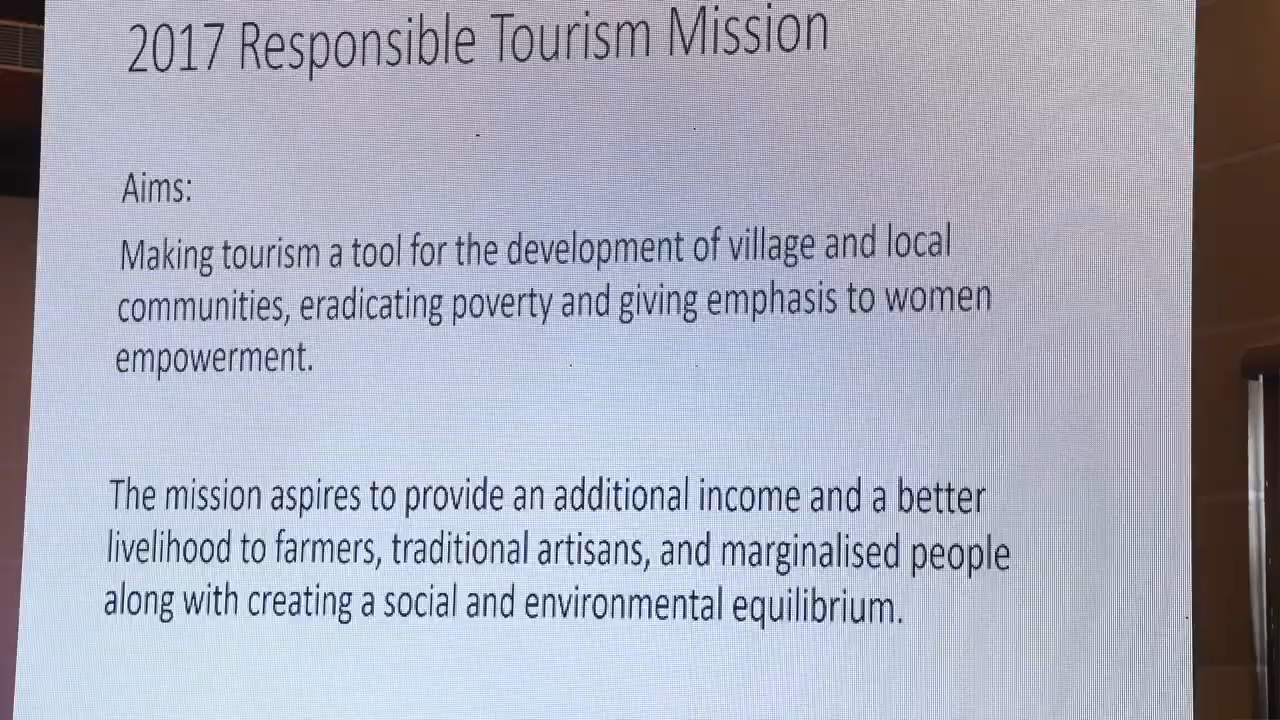 2017 Responsible Tourism Mission
Aims:
Making tourism a tool for the development of village and local
communities, eradicating poverty and giving emphasis to women
empowerment.
The mission aspires to provide an additional income and a better
livelihood to farmers, traditional artisans, and marginalised people
along with creating a social and environmental equilibrium.